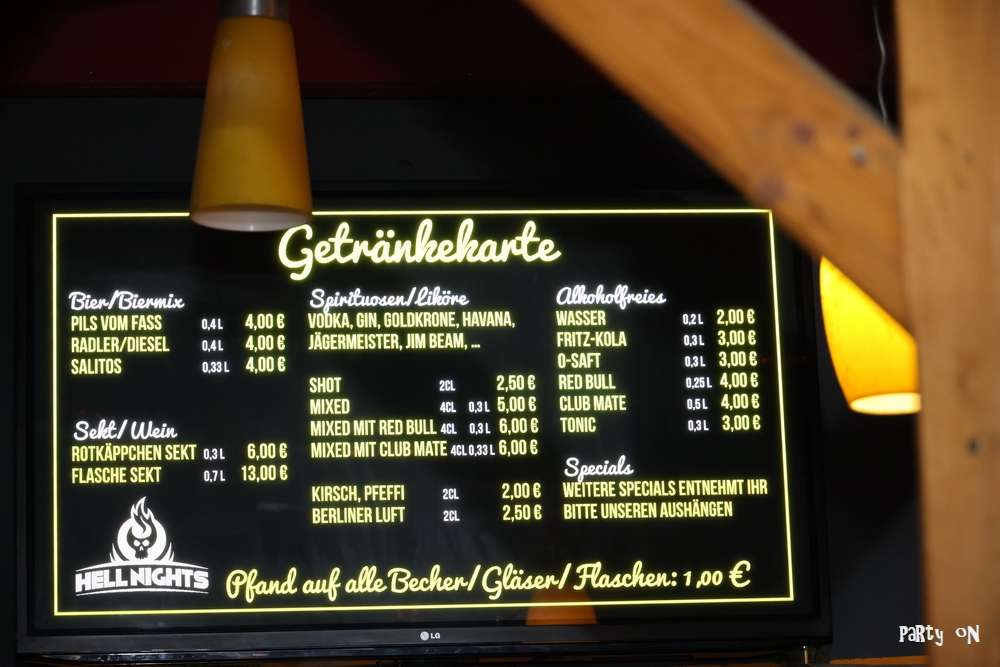 Getränkekarte
Bier/Biermix
PILS VOM FASS 0,4 L 4,00 €
RADLER/DIESEL 0,4 L 4,00 €
SALITOS 0,33 L 4,00 €
Sekt/Wein
ROTKÄPPCHEN SEKT 0,3 L 6,00 €
FLASCHE SEKT 0,7 L 13,00 €
HELL NIGHTS
Spirituosen/Liköre
VODKA, GIN, GOLDKRONE, HAVANA,
JÄGERMEISTER, JIM BEAM, ...
SHOT 2CL 2,50 €
MIXED 4CL 0,3 L 5,00 €
MIXED MIT RED BULL 4CL 0,3 L 6,00 €
MIXED MIT CLUB MATE 4CL 0,33 L 6,00 €
KIRSCH, PFEFFI 2CL 2,00 €
BERLINER LUFT 2CL 2,50 €
Alkoholfreies
WASSER 0,2 L 2,00 €
FRITZ-KOLA 0,3 L 3,00 €
O-SAFT 0,3 L 3,00 €
RED BULL 0,25 L 4,00 €
CLUB MATE 0,5 L 4,00 €
TONIC 0,3 L 3,00 €
Specials
WEITERE SPECIALS ENTNEHMT IHR
BITTE UNSEREN AUSHÄNGEN
Pfand auf alle Becher/Gläser/Flaschen: 1,00 €
LG
PARTY ON